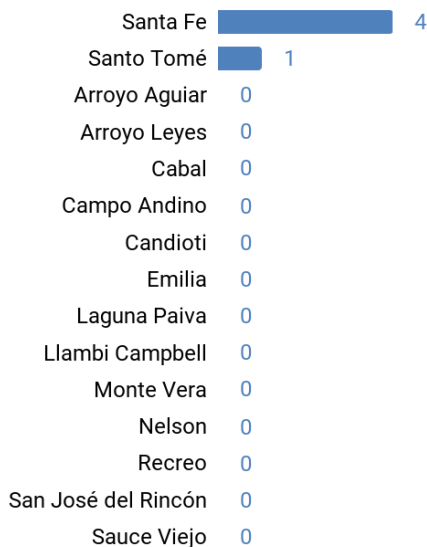 Santa Fe 4
Santo Tomé 1
Arroyo Aguiar 0
Arroyo Leyes 0
Cabal 0
Campo Andino 0
Candioti 0
Emilia 0
Laguna Paiva 0
Llambi Campbell 0
Monte Vera 0
Nelson 0
Recreo 0
San José del Rincón 0
Sauce Viejo 0